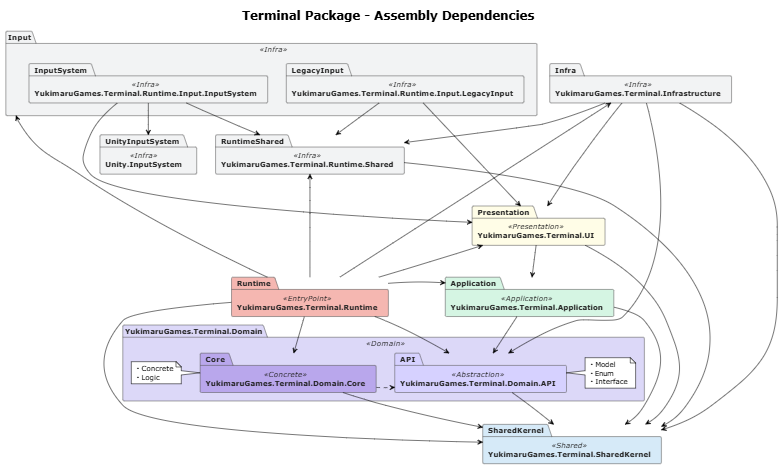 Terminal Package - Assembly Dependencies
Input
«Infra»
InputSystem
«Infra»
YukimaruGames.Terminal.Runtime.Input.InputSystem
LegacyInput
«Infra»
YukimaruGames.Terminal.Runtime.Input.LegacyInput
Infra
«Infra»
YukimaruGames.Terminal.Infrastructure
UnityInputSystem
«Infra»
Unity.InputSystem
RuntimeShared
«Infra»
YukimaruGames.Terminal.Runtime.Shared
Presentation
«Presentation»
YukimaruGames.Terminal.UI
Runtime
«EntryPoint»
YukimaruGames.Terminal.Runtime
Application
«Application»
YukimaruGames.Terminal.Application
YukimaruGames.Terminal.Domain
«Domain»
・Concrete
・Logic
Core
«Concrete»
YukimaruGames.Terminal.Domain.Core
API
«Abstraction»
YukimaruGames.Terminal.Domain.API
・Model
・Enum
・Interface
SharedKernel
«Shared»
YukimaruGames.Terminal.SharedKernel